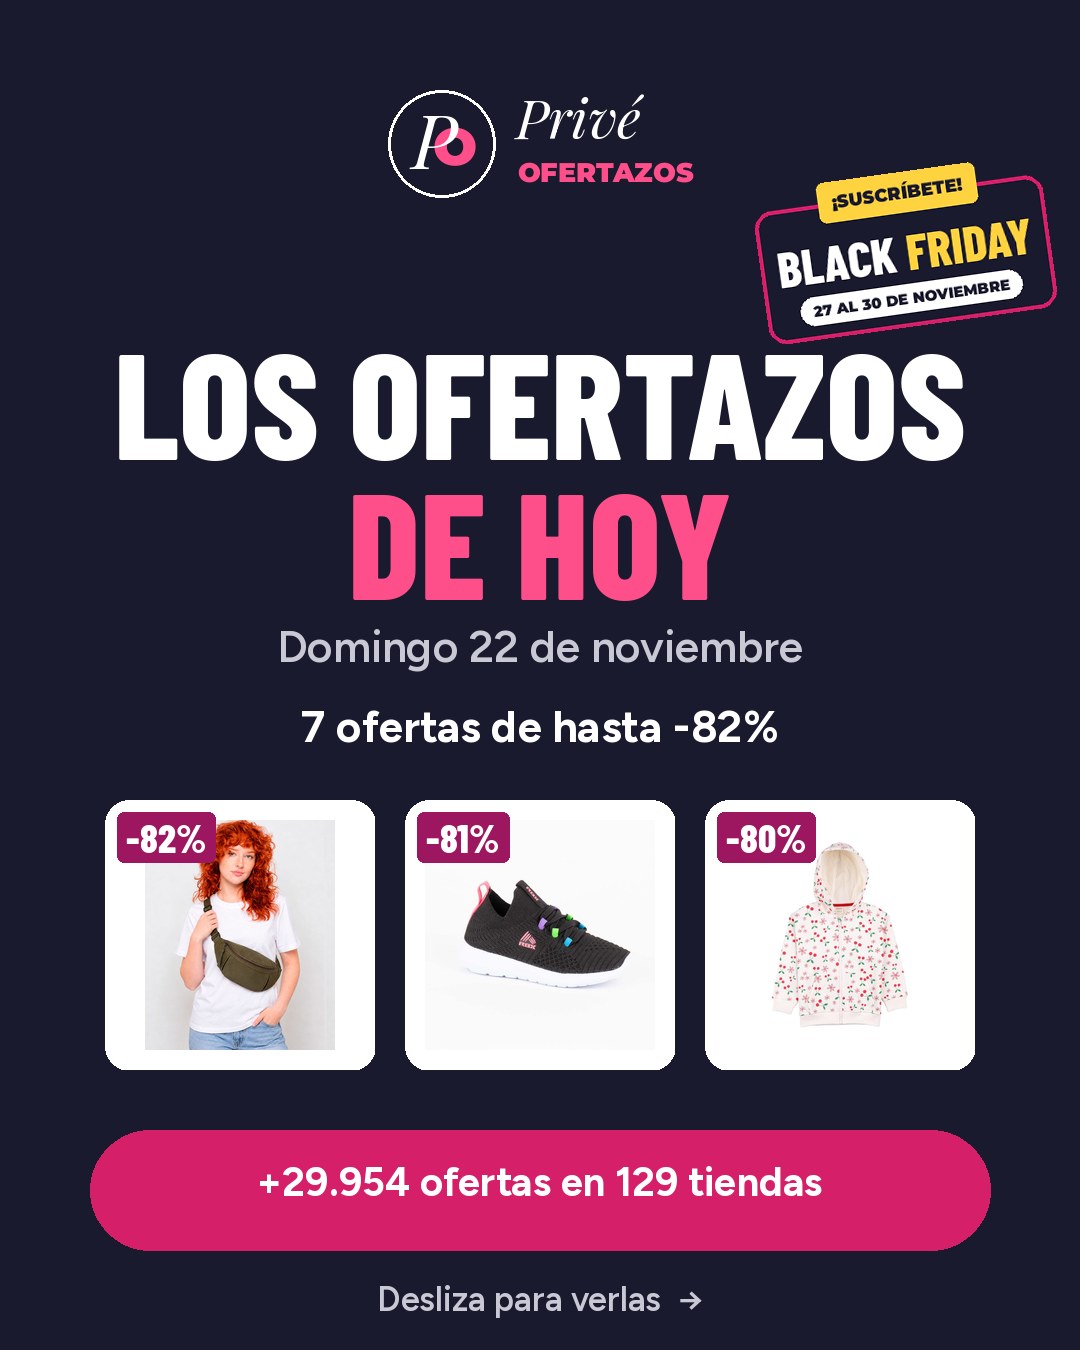 Privé
OFERTAZOS
¡SUSCRÍBETE!
BLACK FRIDAY
27 AL 30 DE NOVIEMBRE
LOS OFERTAZOS
DE HOY
Domingo 22 de noviembre
7 ofertas de hasta -82%
-82%
-81%
-80%
+29.954 ofertas en 129 tiendas
Desliza para verlas →